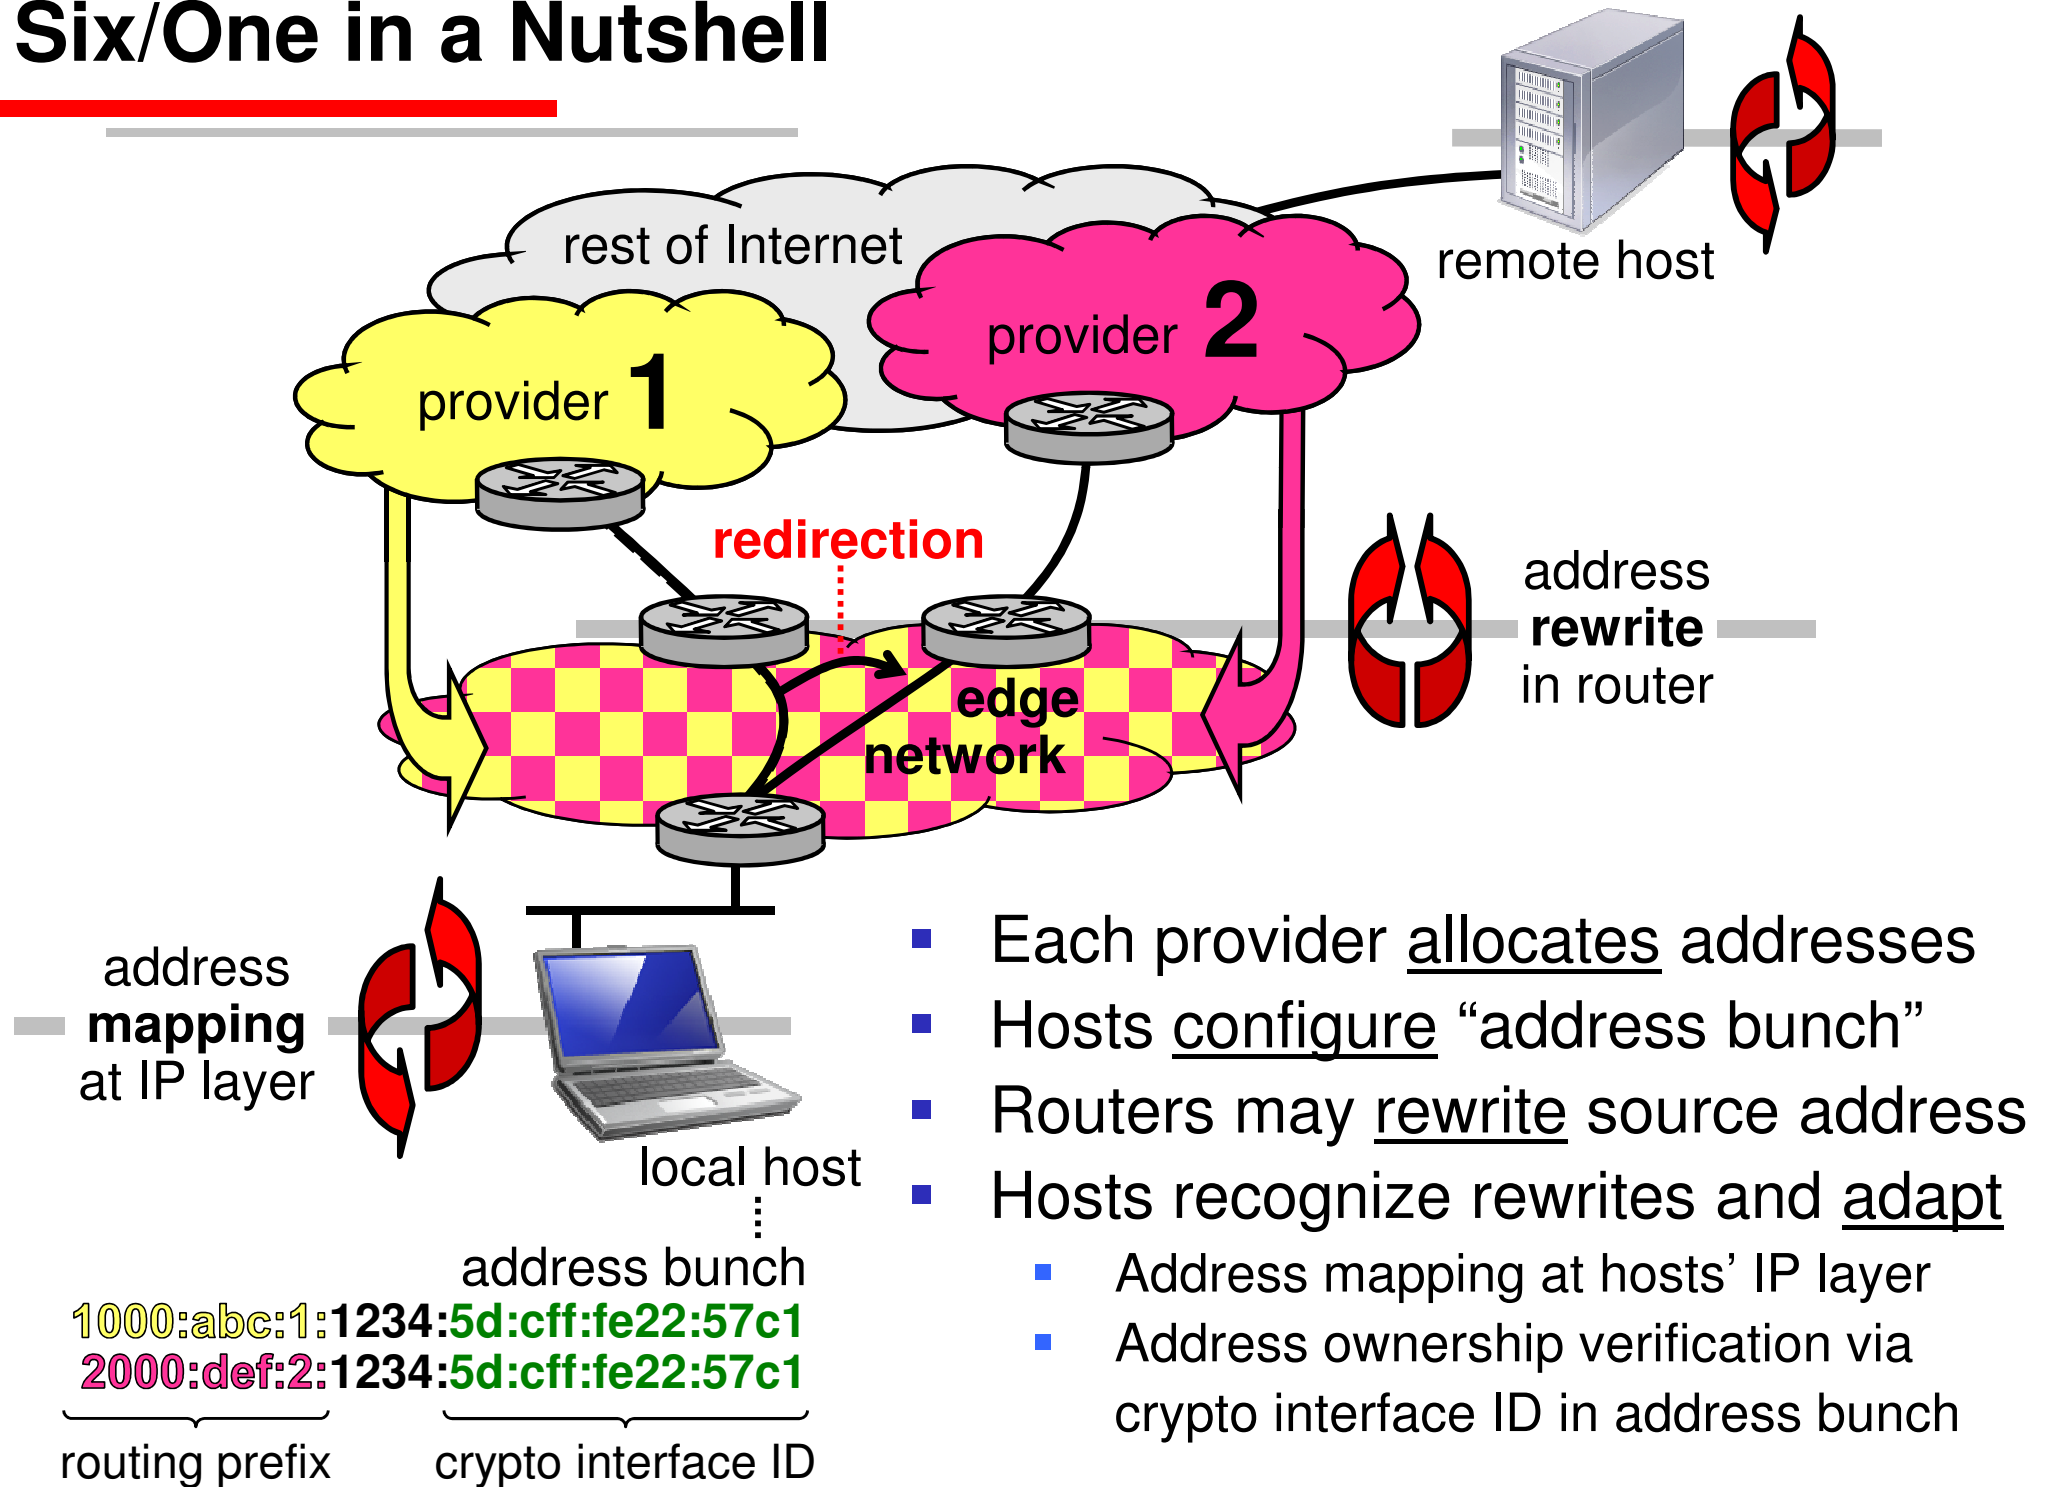 Six/One in a Nutshell
rest of Internet
remote host
provider 2
provider 1
redirection
address
rewrite
in router
edge
network
address
mapping
at IP layer
local host
address bunch
1000:abc:1:1234:5d:cff:fe22:57c1
2000:def:2:1234:5d:cff:fe22:57c1
routing prefix
crypto interface ID
Each provider allocates addresses
Hosts configure “address bunch”
Routers may rewrite source address
Hosts recognize rewrites and adapt
Address mapping at hosts’ IP layer
Address ownership verification via
crypto interface ID in address bunch